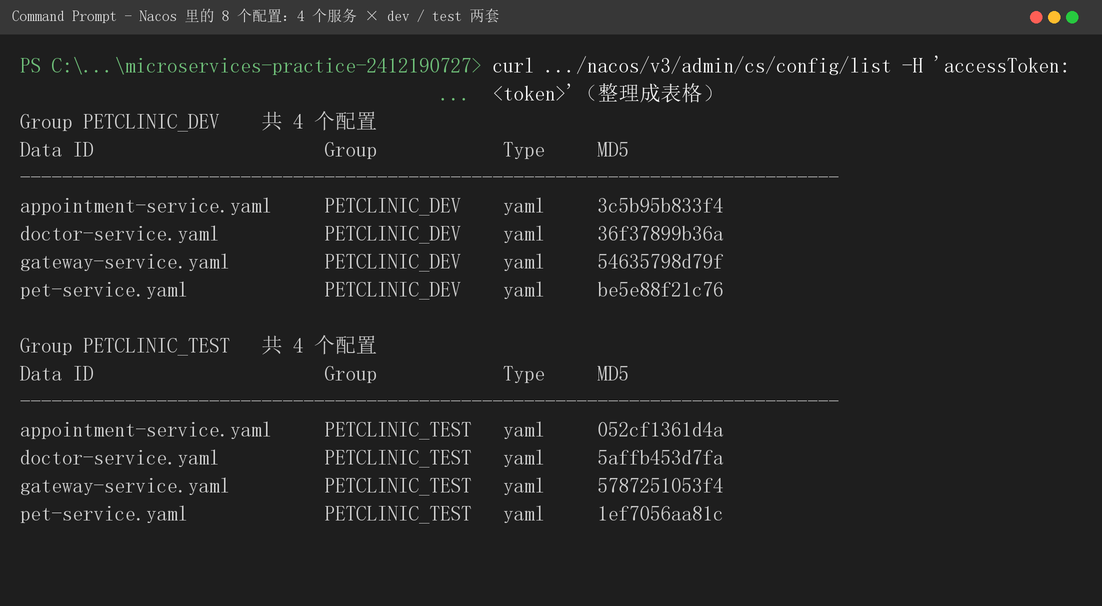 Command Prompt - Nacos 里的 8 个配置：4 个服务 × dev / test 两套
PS C:\...\microservices-practice-2412190727> curl .../nacos/v3/admin/cs/config/list -H 'accessToken:
... <token>'（整理成表格）
Group PETCLINIC_DEV 共 4 个配置
Data ID Group Type MD5
------------------------------------------------------------------------------
appointment-service.yaml PETCLINIC_DEV yaml 3c5b95b833f4
doctor-service.yaml PETCLINIC_DEV yaml 36f37899b36a
gateway-service.yaml PETCLINIC_DEV yaml 54635798d79f
pet-service.yaml PETCLINIC_DEV yaml be5e88f21c76
Group PETCLINIC_TEST 共 4 个配置
Data ID Group Type MD5
------------------------------------------------------------------------------
appointment-service.yaml PETCLINIC_TEST yaml 052cf1361d4a
doctor-service.yaml PETCLINIC_TEST yaml 5affb453d7fa
gateway-service.yaml PETCLINIC_TEST yaml 5787251053f4
pet-service.yaml PETCLINIC_TEST yaml 1ef7056aa81c